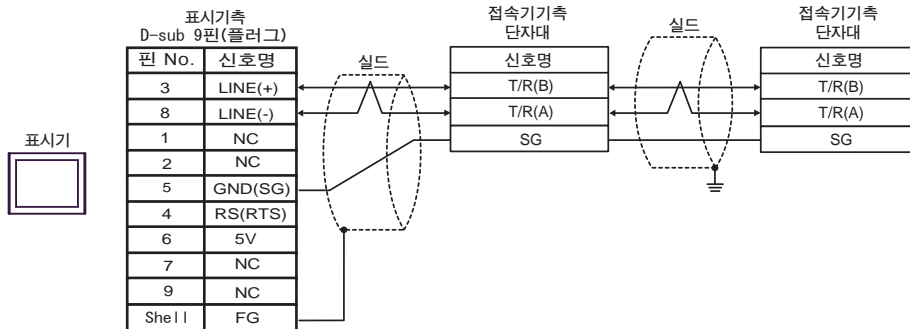 표시기
표시기측
D-sub 9핀(플러그)
핀 No. 신호명
3 LINE(+)
8 LINE(-)
1 NC
2 NC
5 GND(SG)
4 RS(RTS)
6 5V
7 NC
9 NC
Shell FG
실드
접속기기측
단자대
신호명
T/R(B)
T/R(A)
SG
실드
접속기기측
단자대
신호명
T/R(B)
T/R(A)
SG